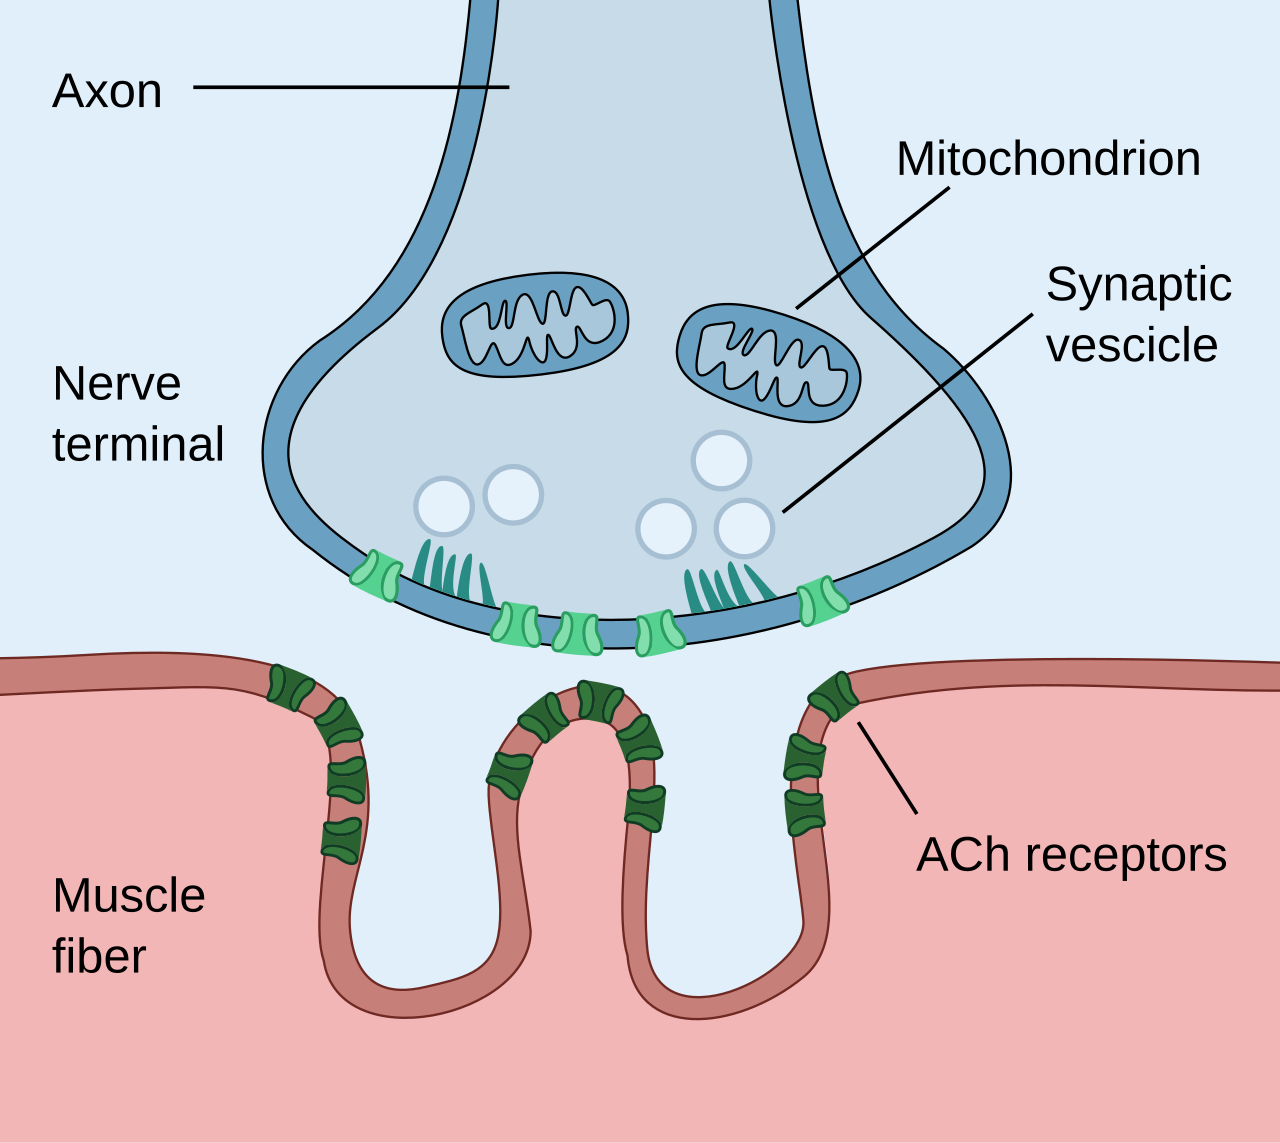 Axon
Mitochondrion
Synaptic
vescicle
Nerve
terminal
ACh receptors
Muscle
fiber